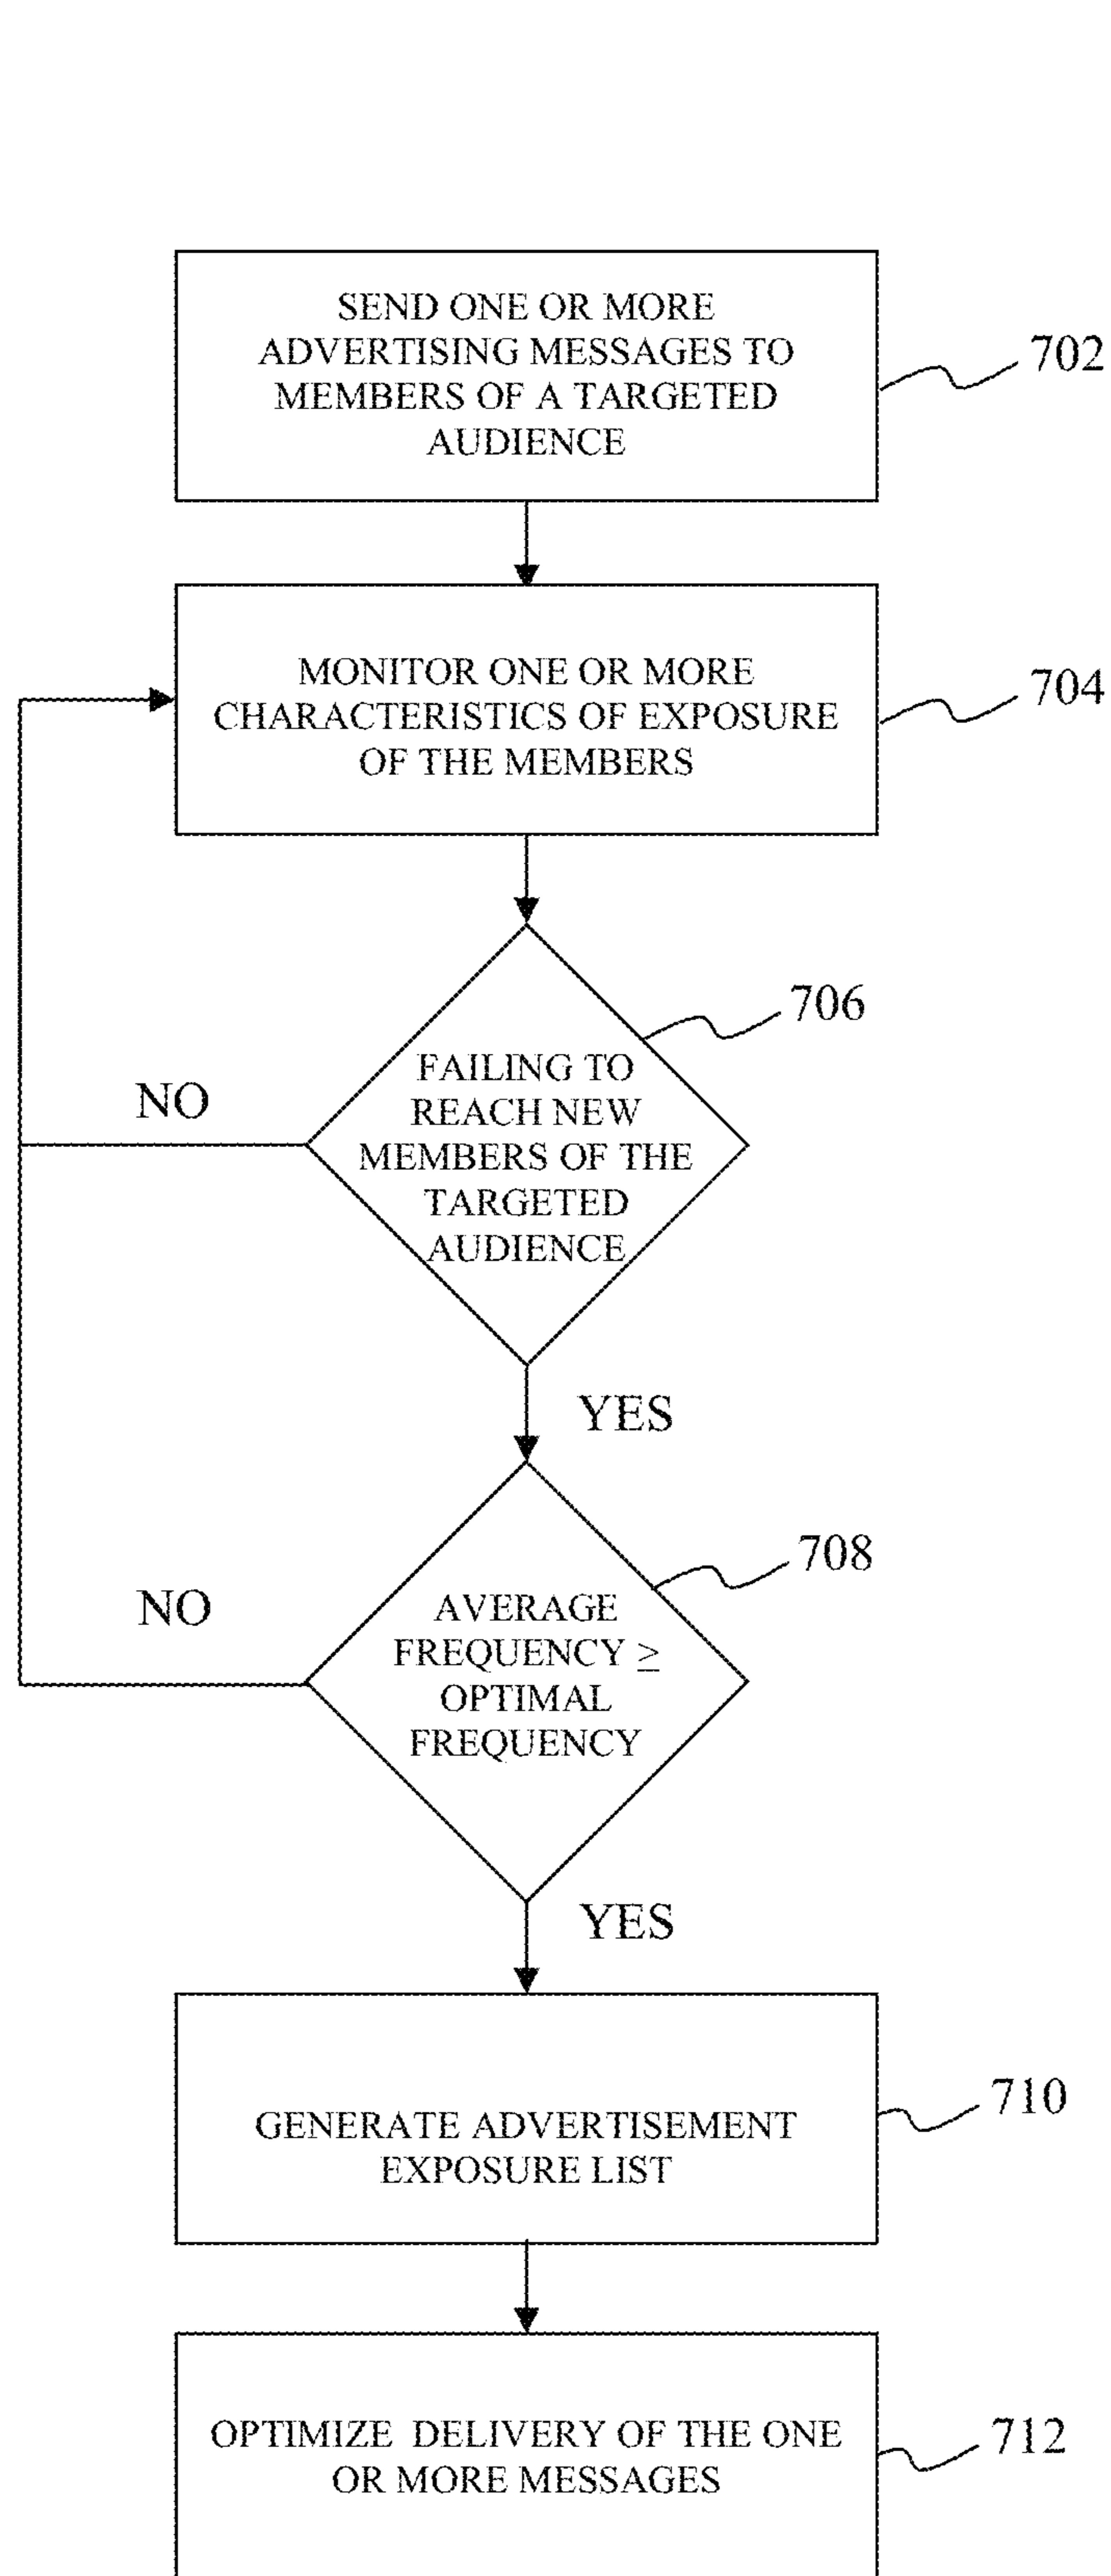 SEND ONE OR MORE
ADVERTISING MESSAGES TO
MEMBERS OF A TARGETED
AUDIENCE
702
MONITOR ONE OR MORE
CHARACTERISTICS OF EXPOSURE
OF THE MEMBERS
704
706
FAILING TO
REACH NEW
MEMBERS OF THE
TARGETED
AUDIENCE
NO
YES
708
AVERAGE
FREQUENCY ≥
OPTIMAL
FREQUENCY
NO
YES
GENERATE ADVERTISEMENT
EXPOSURE LIST
710
OPTIMIZE DELIVERY OF THE ONE
OR MORE MESSAGES
712